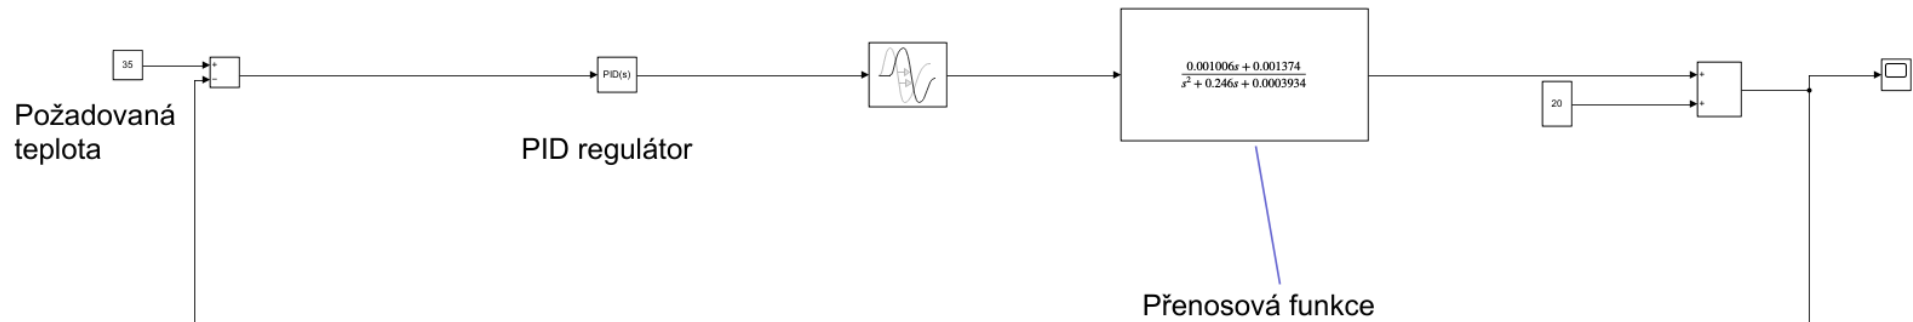 35
+
−
Požadovaná
teplota
PID(s)
PID regulátor
0.001006s + 0.001374
s² + 0.246s + 0.0003934
Přenosová funkce
20
+
+